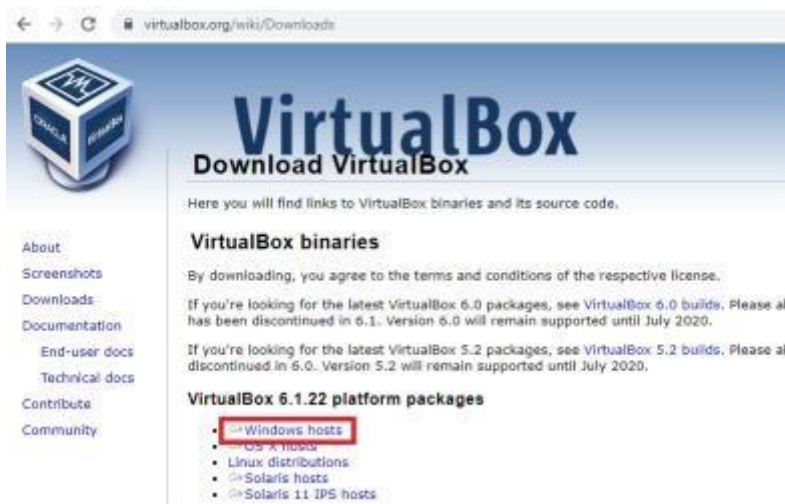 virtualbox.org/wiki/Downloads
VirtualBox
Download VirtualBox
Here you will find links to VirtualBox binaries and its source code.
About
Screenshots
Downloads
Documentation
End-user docs
Technical docs
Contribute
Community
VirtualBox binaries
By downloading, you agree to the terms and conditions of the respective license.
If you're looking for the latest VirtualBox 6.0 packages, see VirtualBox 6.0 builds. Please al
has been discontinued in 6.1. Version 6.0 will remain supported until July 2020.
If you're looking for the latest VirtualBox 5.2 packages, see VirtualBox 5.2 builds. Please al
discontinued in 6.0. Version 5.2 will remain supported until July 2020.
VirtualBox 6.1.22 platform packages
Windows hosts
OS X hosts
Linux distributions
Solaris hosts
Solaris 11 IPS hosts